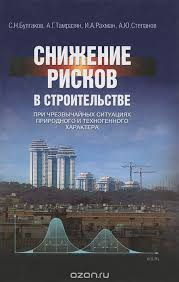 С.Н.Булгаков, А.Г.Тамразян, И.А.Рахман, А.Ю.Степанов
СНИЖЕНИЕ
РИСКОВ
В СТРОИТЕЛЬСТВЕ
ПРИ ЧРЕЗВЫЧАЙНЫХ СИТУАЦИЯХ
ПРИРОДНОГО И ТЕХНОГЕННОГО
ХАРАКТЕРА
ozon.ru